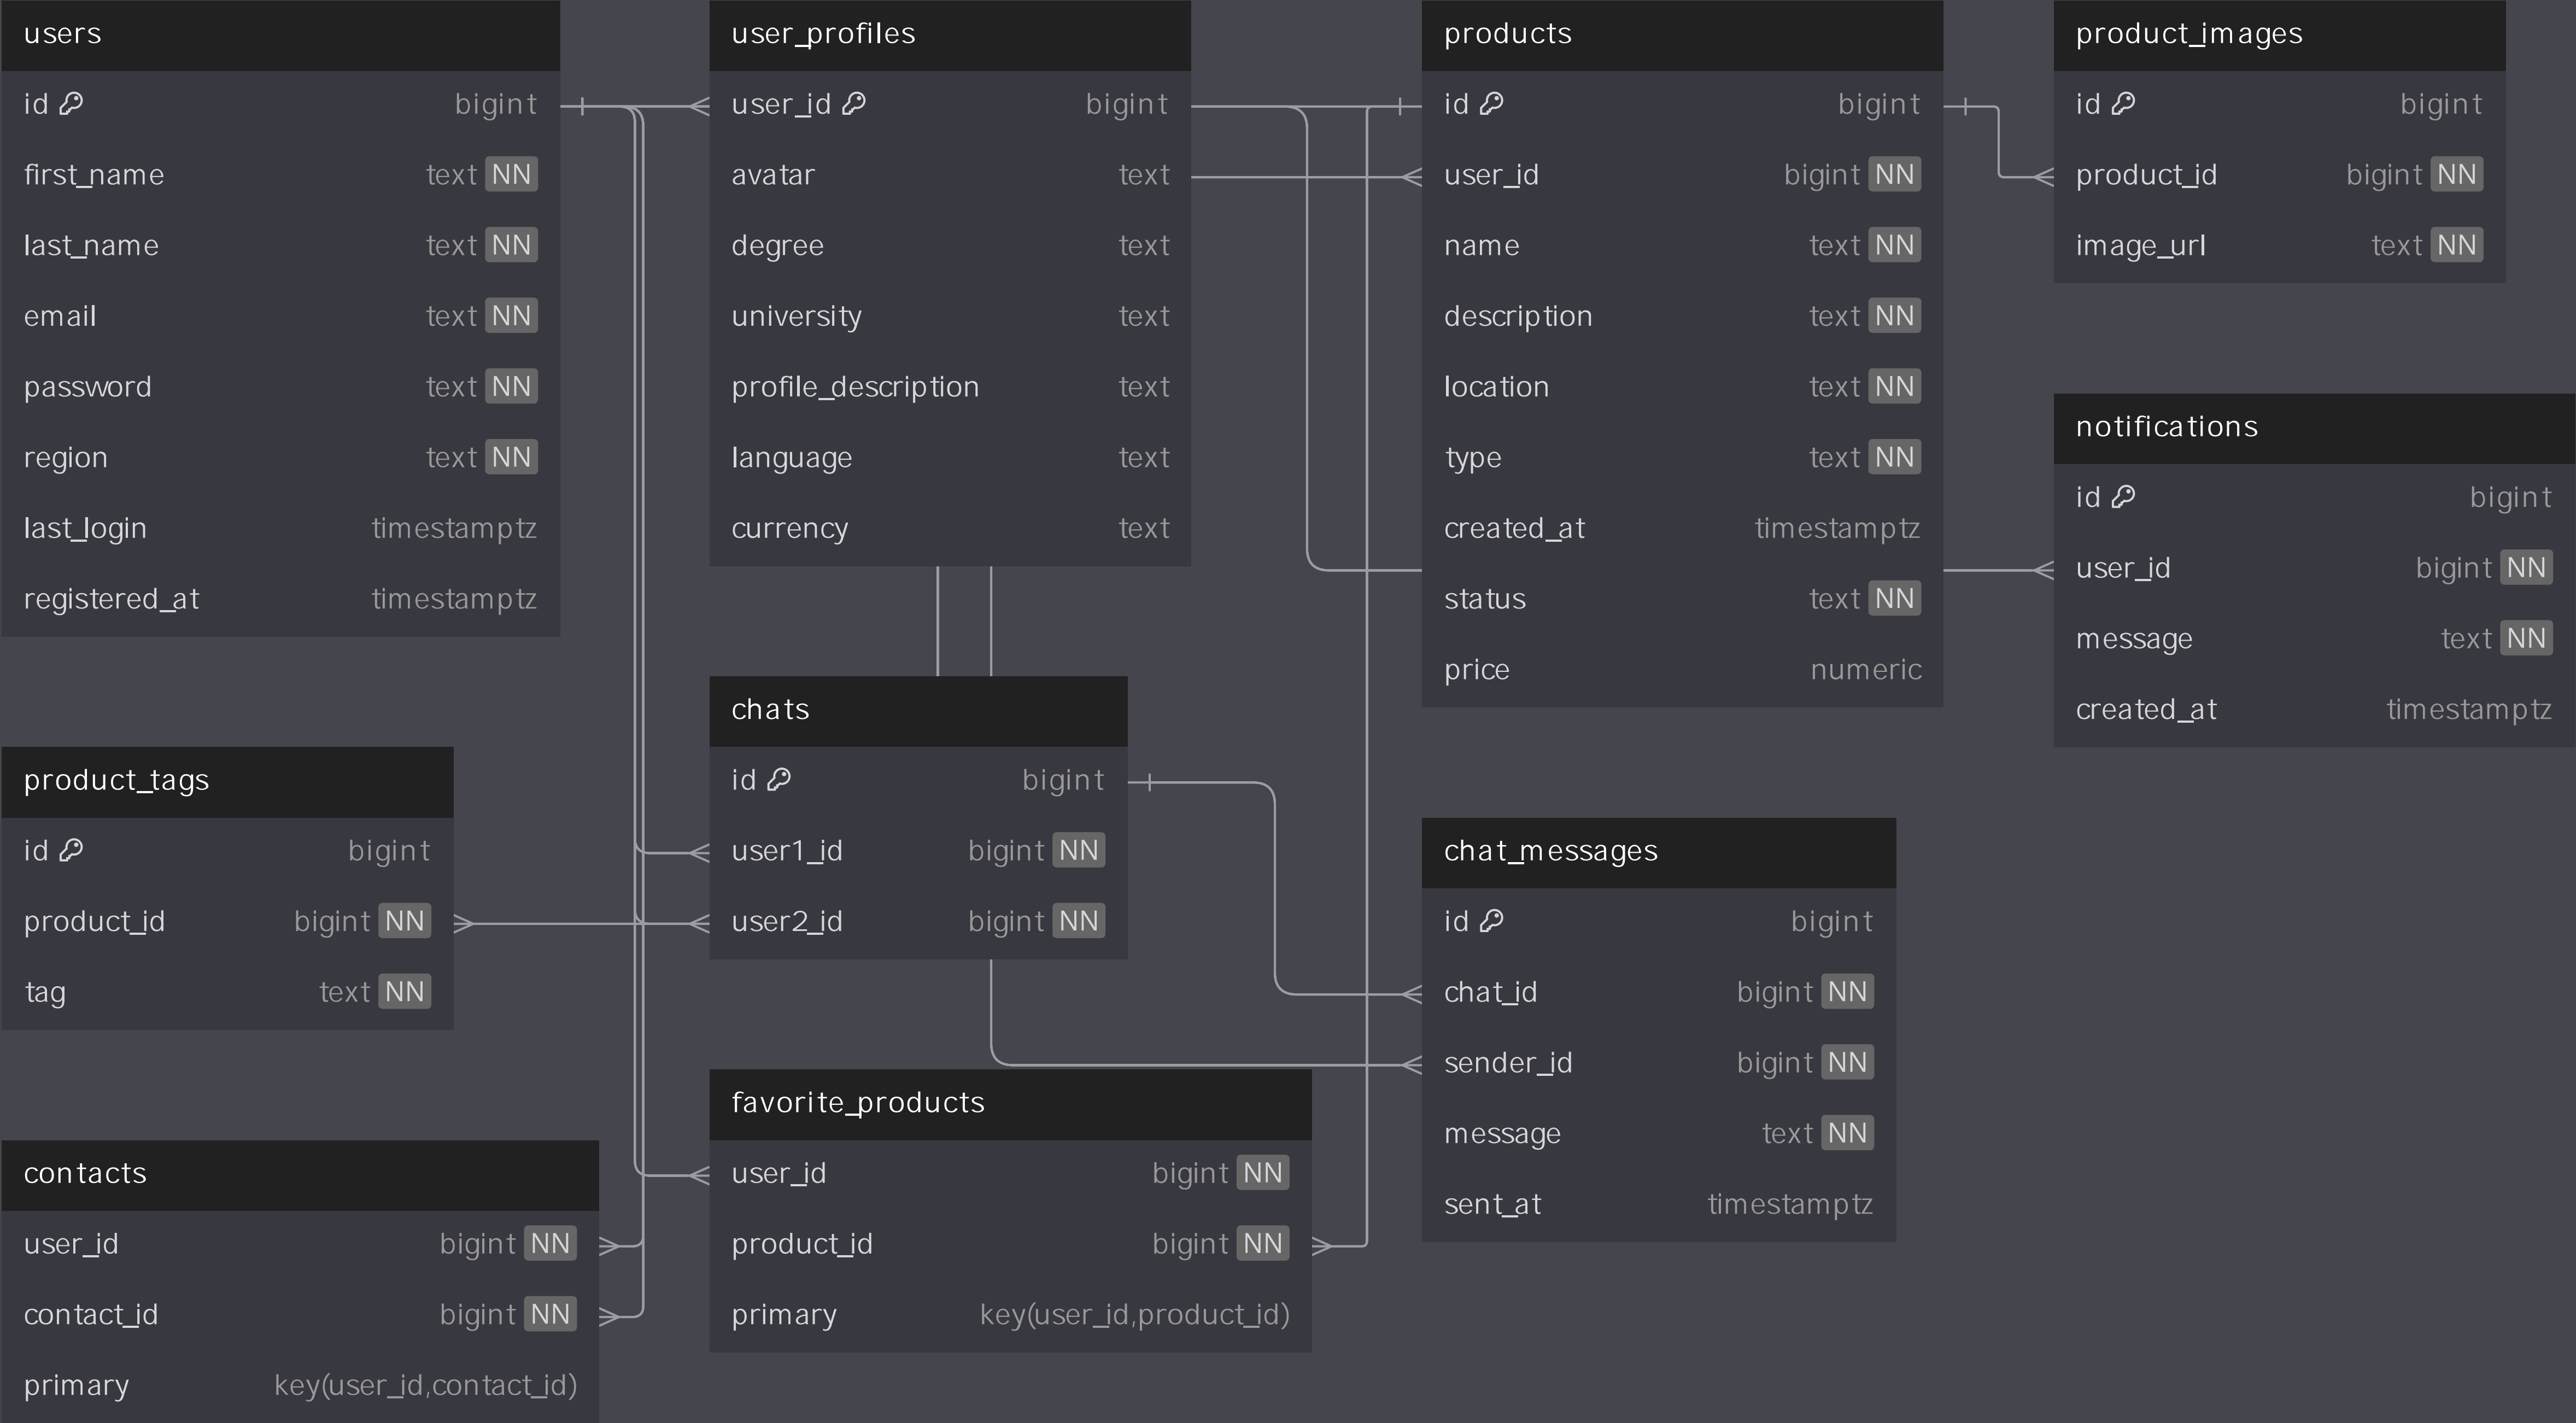 users
id bigint
first_name text NN
last_name text NN
email text NN
password text NN
region text NN
last_login timestamptz
registered_at timestamptz
user_profiles
user_id bigint
avatar text
degree text
university text
profile_description text
language text
currency text
products
id bigint
user_id bigint NN
name text NN
description text NN
location text NN
type text NN
created_at timestamptz
status text NN
price numeric
product_images
id bigint
product_id bigint NN
image_url text NN
notifications
id bigint
user_id bigint NN
message text NN
created_at timestamptz
product_tags
id bigint
product_id bigint NN
tag text NN
chats
id bigint
user1_id bigint NN
user2_id bigint NN
chat_messages
id bigint
chat_id bigint NN
sender_id bigint NN
message text NN
sent_at timestamptz
contacts
user_id bigint NN
contact_id bigint NN
primary key(user_id,contact_id)
favorite_products
user_id bigint NN
product_id bigint NN
primary key(user_id,product_id)